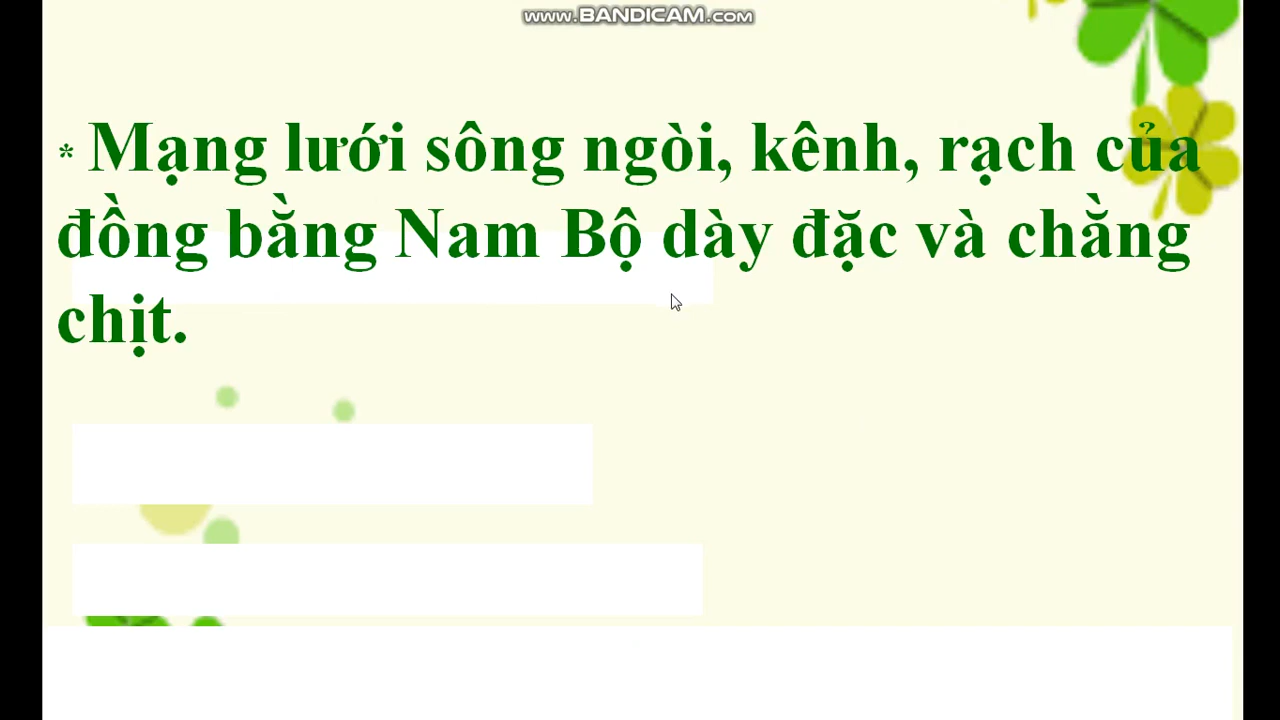 www.BANDICAM.com
* Mạng lưới sông ngòi, kênh, rạch của
đồng bằng Nam Bộ dày đặc và chằng
chịt.